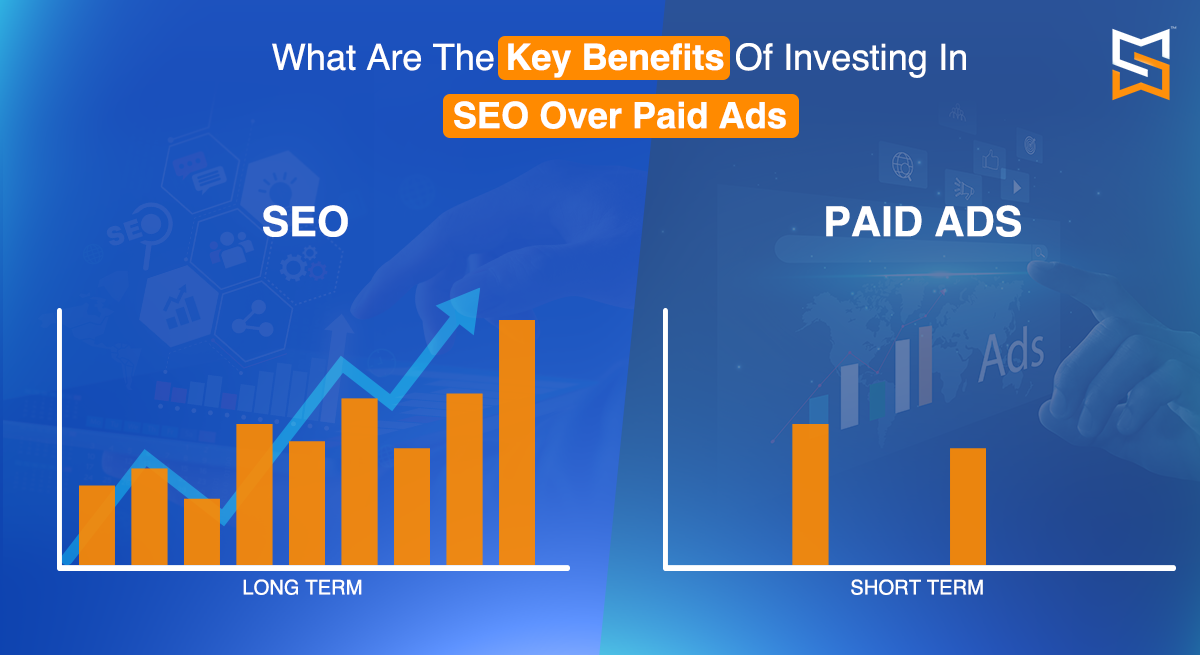 What Are The Key Benefits Of Investing In
SEO Over Paid Ads
SEO
PAID ADS
SEO
Ads
LONG TERM
SHORT TERM